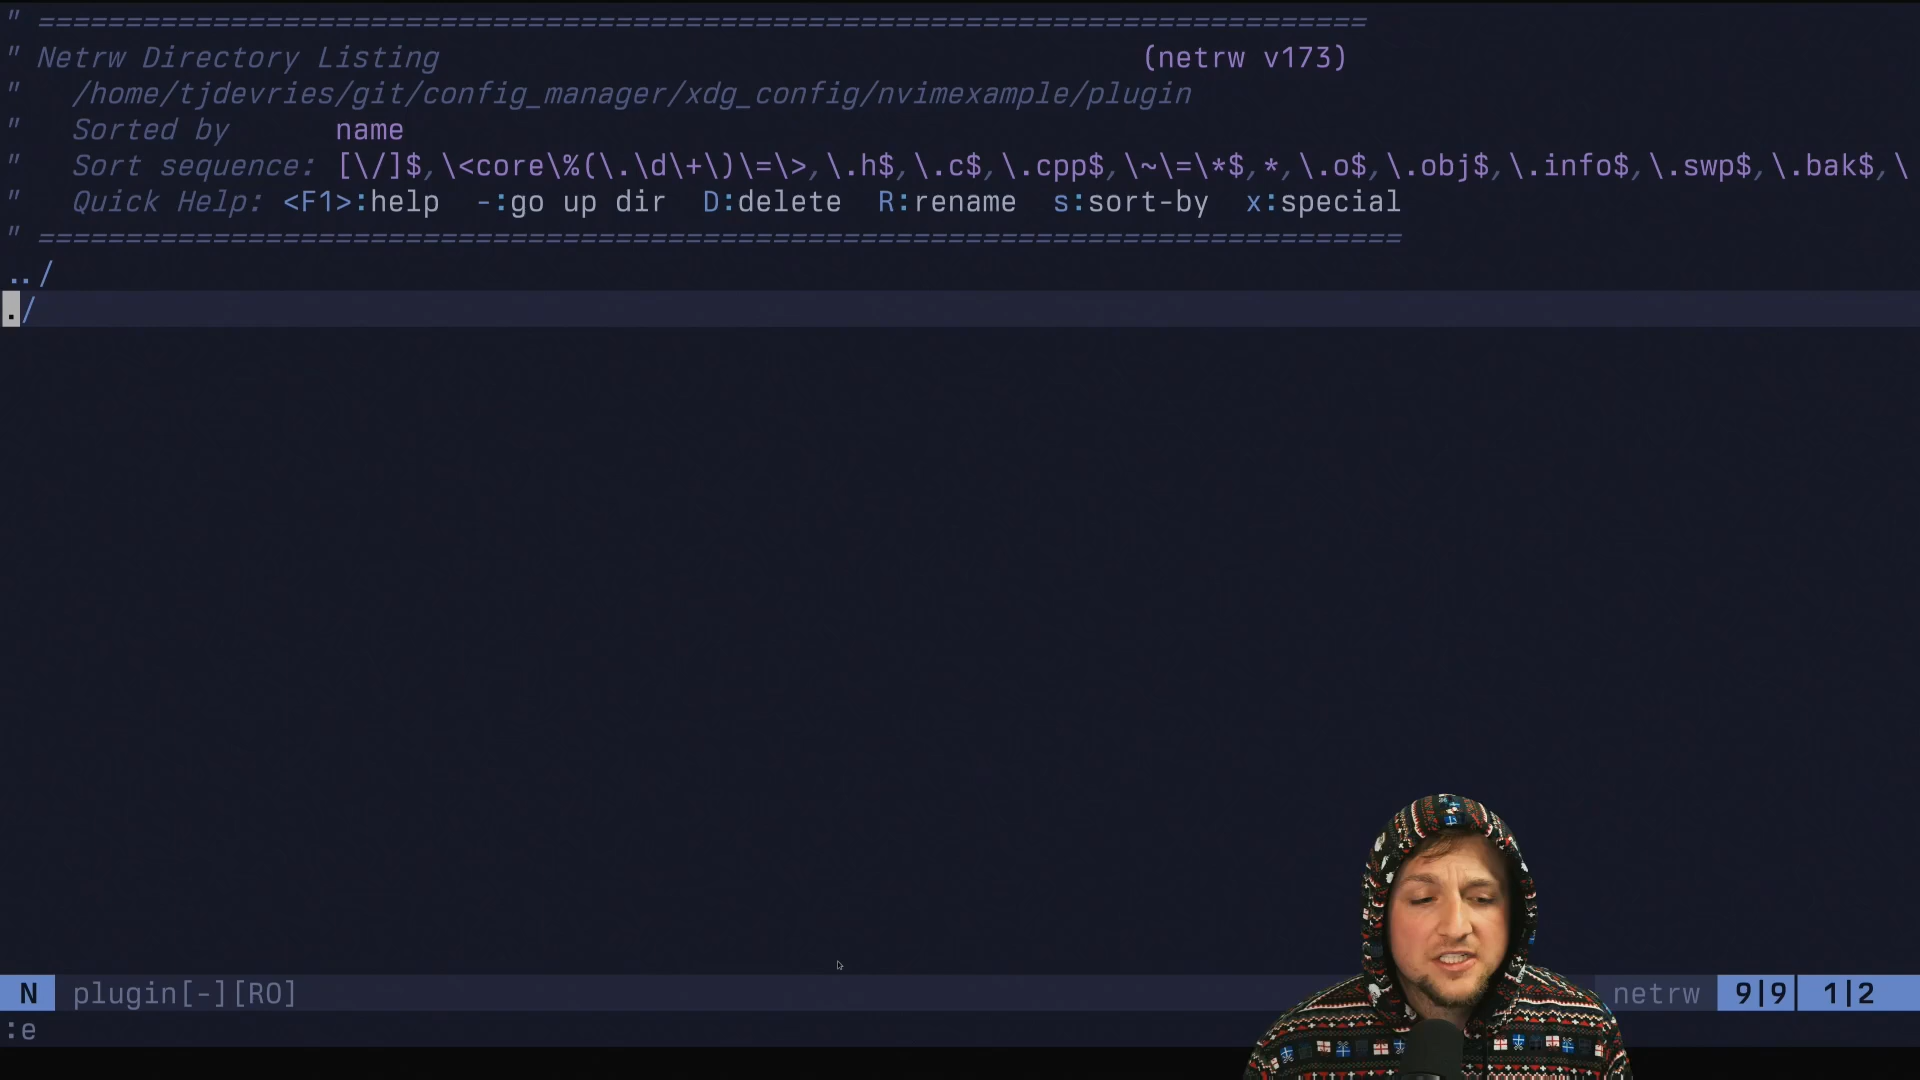 " ============================================================================
" Netrw Directory Listing (netrw v173)
" /home/tjdevries/git/config_manager/xdg_config/nvimexample/plugin
" Sorted by name
" Sort sequence: [\/]$,\<core\%(\.\d\+\)\=\>,\.h$,\.c$,\.cpp$,\~\=\*$,*,\.o$,\.obj$,\.info$,\.swp$,\.bak$,\
" Quick Help: <F1>:help -:go up dir D:delete R:rename s:sort-by x:special
" ==============================================================================
../
./
N plugin[-][RO] netrw 9|9 1|2
:e